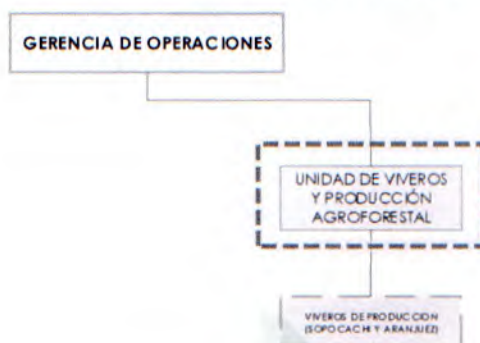 GERENCIA DE OPERACIONES
UNIDAD DE VIVEROS
Y PRODUCCIÓN
AGROFORESTAL
VIVEROS DE PRODUCCION
(SOPOCACHI Y ARANJUEZ)